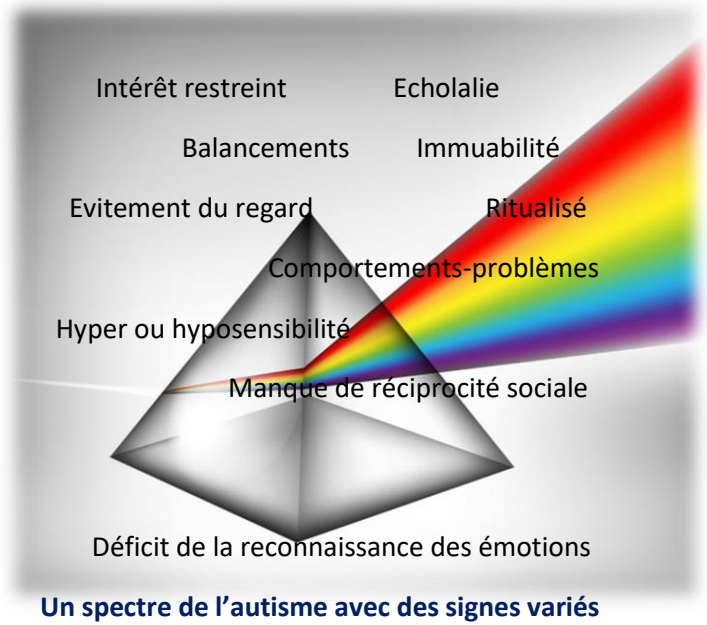 Intérêt restreint Echolalie
Balancements Immuabilité
Evitement du regard Ritualisé
Comportements-problèmes
Hyper ou hyposensibilité
Manque de réciprocité sociale
Déficit de la reconnaissance des émotions
Un spectre de l’autisme avec des signes variés